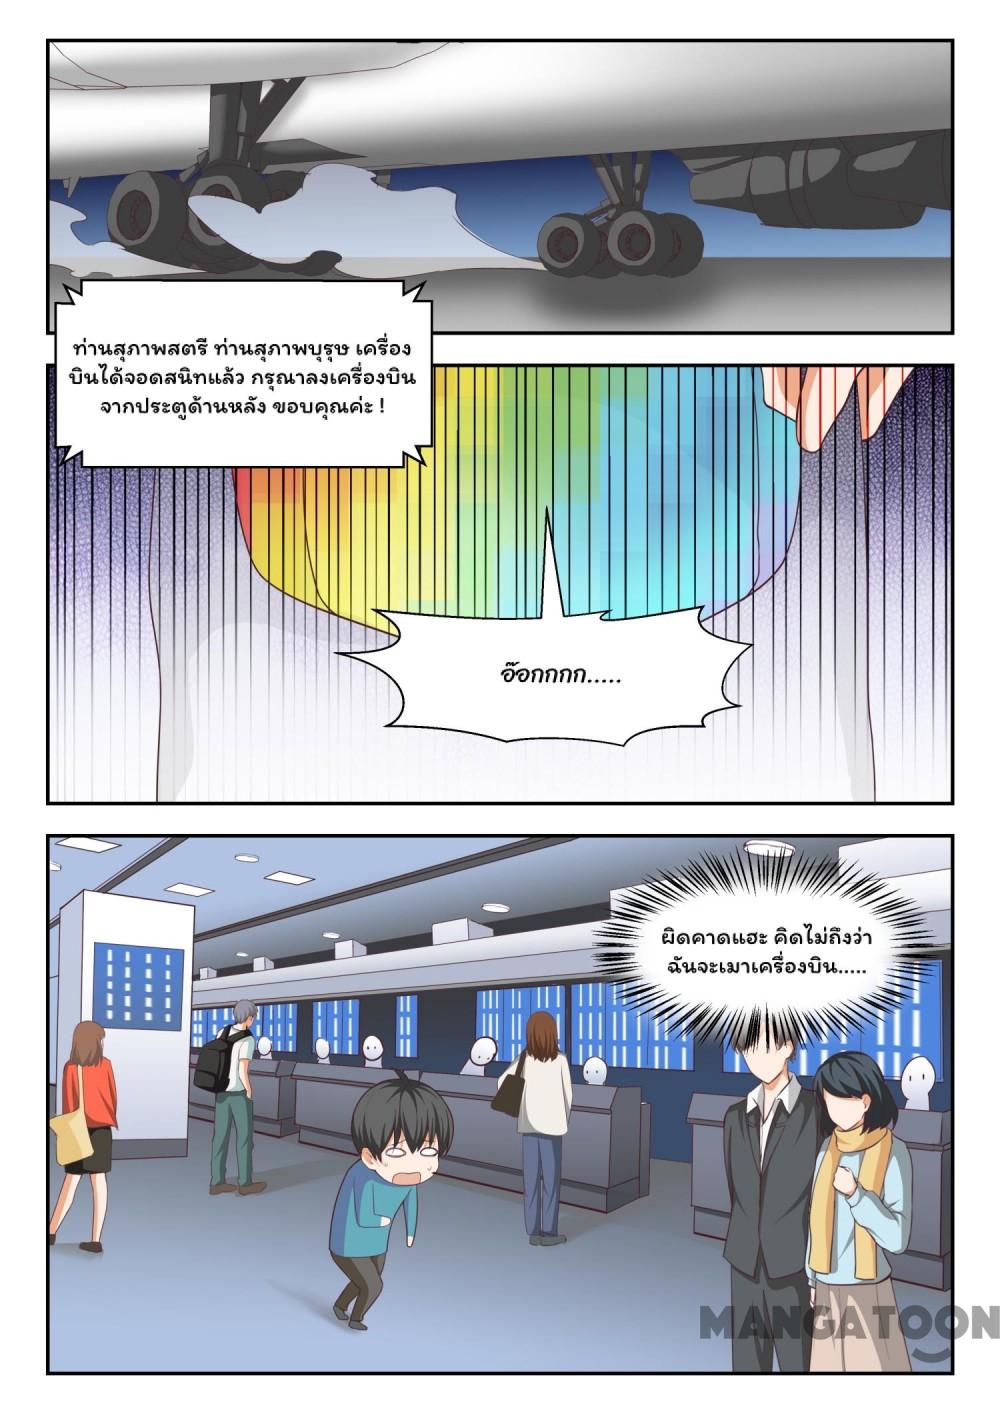 ท่านสุภาพสตรี ท่านสุภาพบุรุษ เครื่อง
บินได้จอดสนิทแล้ว กรุณาลงเครื่องบิน
จากประตูด้านหลัง ขอบคุณค่ะ !
อ๊อกกกก.....
ผิดคาดแฮะ คิดไม่ถึงว่า
ฉันจะเมาเครื่องบิน.....
MANGATOON